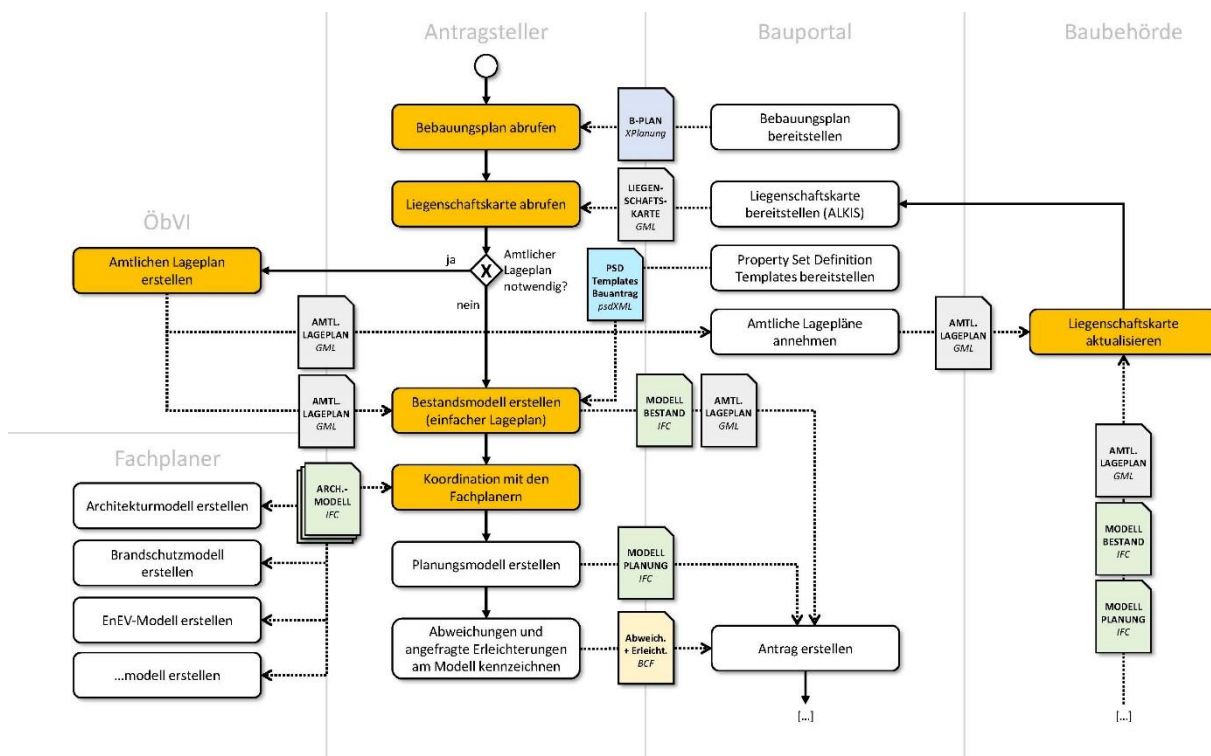 Antragsteller
Bauportal
Baubehörde
Bebauungsplan abrufen
B-PLAN
XPlanung
Bebauungsplan
bereitstellen
Liegenschaftskarte abrufen
LIEGEN-
SCHAFTS-
KARTE
GML
Liegenschaftskarte
bereitstellen (ALKIS)
ÖbVI
Amtlichen Lageplan
erstellen
ja
X
Amtlicher
Lageplan
notwendig?
nein
PSD
Templates
Bauantrag
psdXML
Property Set Definition
Templates bereitstellen
AMTL.
LAGEPLAN
GML
Amtliche Lagepläne
annehmen
AMTL.
LAGEPLAN
GML
Liegenschaftskarte
aktualisieren
AMTL.
LAGEPLAN
GML
Bestandsmodell erstellen
(einfacher Lageplan)
MODELL
BESTAND
IFC
AMTL.
LAGEPLAN
GML
Fachplaner
Architekturmodell erstellen
ARCH.-
MODELL
IFC
Koordination mit den
Fachplanern
AMTL.
LAGEPLAN
GML
Brandschutzmodell
erstellen
Planungsmodell erstellen
MODELL
PLANUNG
IFC
MODELL
BESTAND
IFC
EnEV-Modell erstellen
MODELL
PLANUNG
IFC
...modell erstellen
Abweichungen und
angefragte Erleichterungen
am Modell kennzeichnen
Abweich.
+ Erleicht.
BCF
Antrag erstellen
[...]
[...]